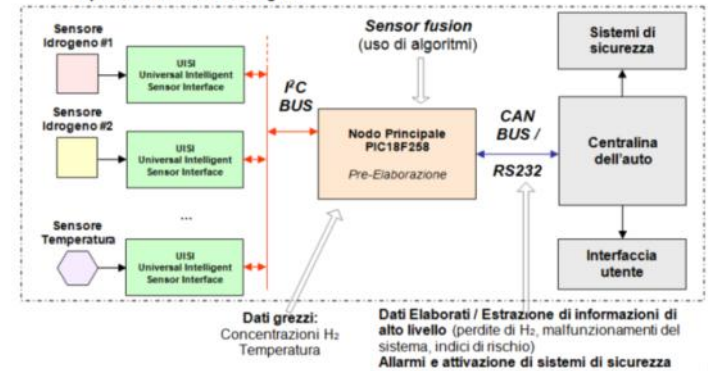 Sensore
Idrogeno #1
UISI
Universal Intelligent
Sensor Interface
Sensore
Idrogeno #2
UISI
Universal Intelligent
Sensor Interface
...
Sensore
Temperatura
UISI
Universal Intelligent
Sensor Interface
I²C
BUS
Sensor fusion
(uso di algoritmi)
Nodo Principale
PIC18F258
Pre-Elaborazione
CAN
BUS /
RS232
Sistemi di
sicurezza
Centralina
dell'auto
Interfaccia
utente
Dati grezzi:
Concentrazioni H₂
Temperatura
Dati Elaborati / Estrazione di informazioni di
alto livello (perdite di H₂, malfunzionamenti del
sistema, indici di rischio)
Allarmi e attivazione di sistemi di sicurezza